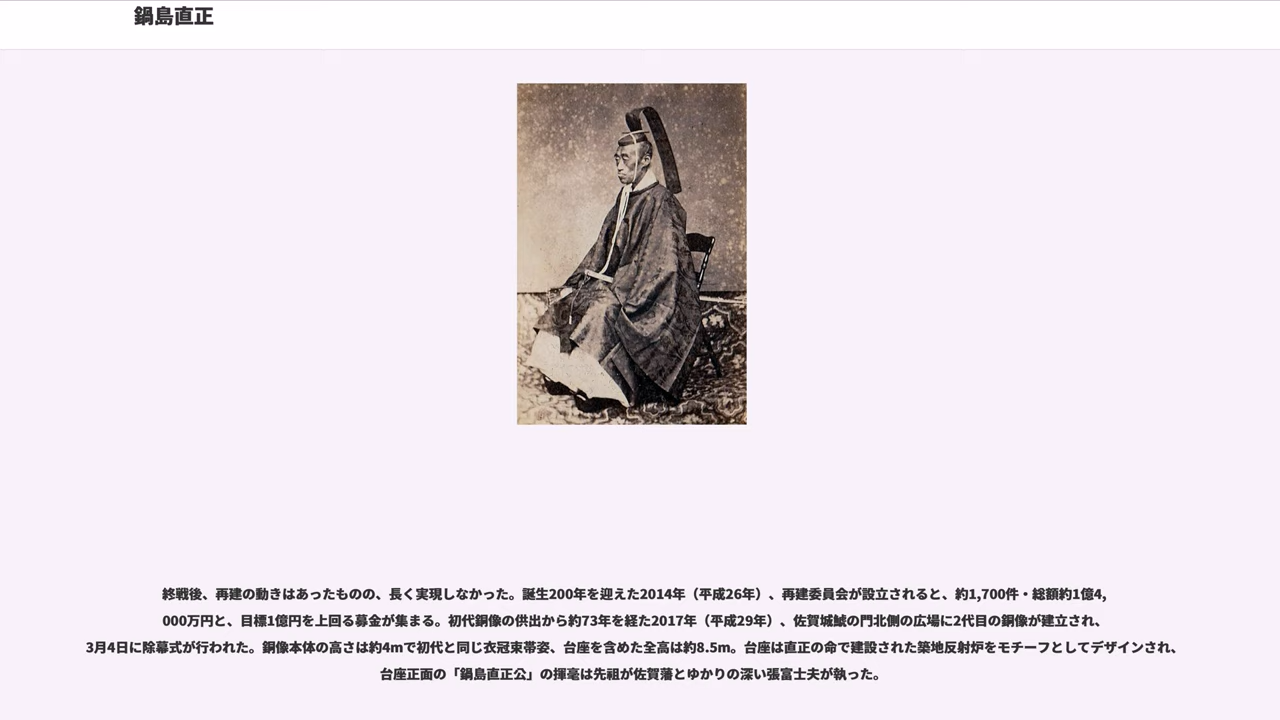 鍋島直正
終戦後、再建の動きはあったものの、長く実現しなかった。誕生200年を迎えた2014年（平成26年）、再建委員会が設立されると、約1,700件・総額約1億4,
000万円と、目標1億円を上回る募金が集まる。初代銅像の供出から約73年を経た2017年（平成29年）、佐賀城鯱の門北側の広場に2代目の銅像が建立され、
3月4日に除幕式が行われた。銅像本体の高さは約4mで初代と同じ衣冠束帯姿、台座を含めた全高は約8.5m。台座は直正の命で建設された築地反射炉をモチーフとしてデザインされ、
台座正面の「鍋島直正公」の揮毫は先祖が佐賀藩とゆかりの深い張富士夫が執った。